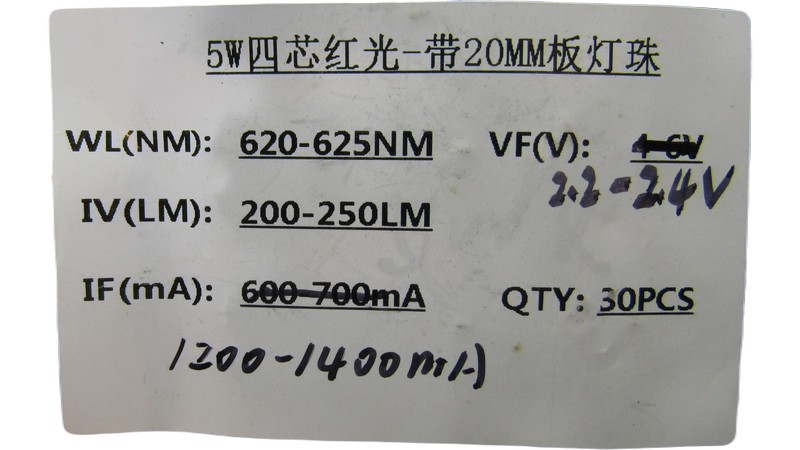 5W四芯红光-带20MM板灯珠
WL(NM): 620-625NM VF(V): 4-6V
2.2-2.4V
IV(LM): 200-250LM
IF(mA): 600-700mA QTY: 30PCS
1200-1400mA